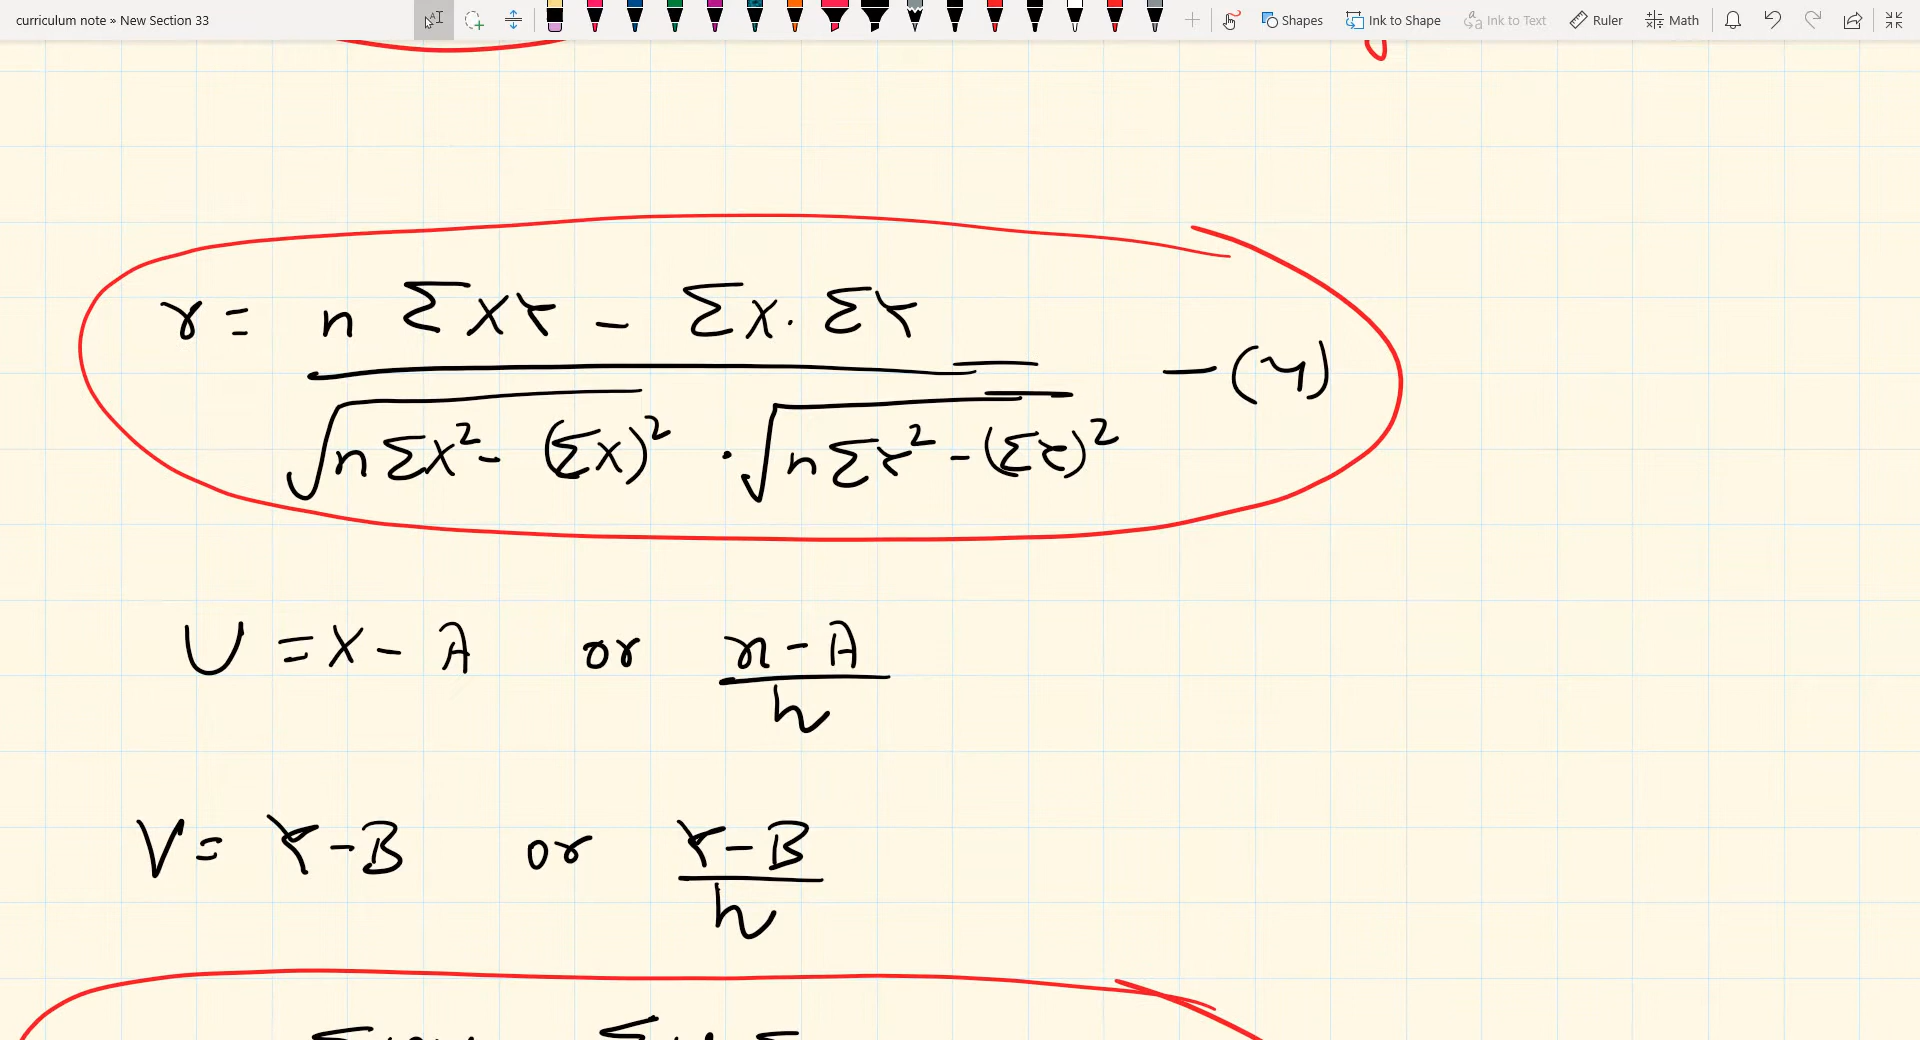 curriculum note » New Section 33
Shapes Ink to Shape Ink to Text Ruler Math
r = n ΣXY − ΣX. ΣY
√nΣX² − (ΣX)² · √nΣY² − (ΣY)² — (4)
U = X − A or x − A
h
V = Y − B or Y − B
h